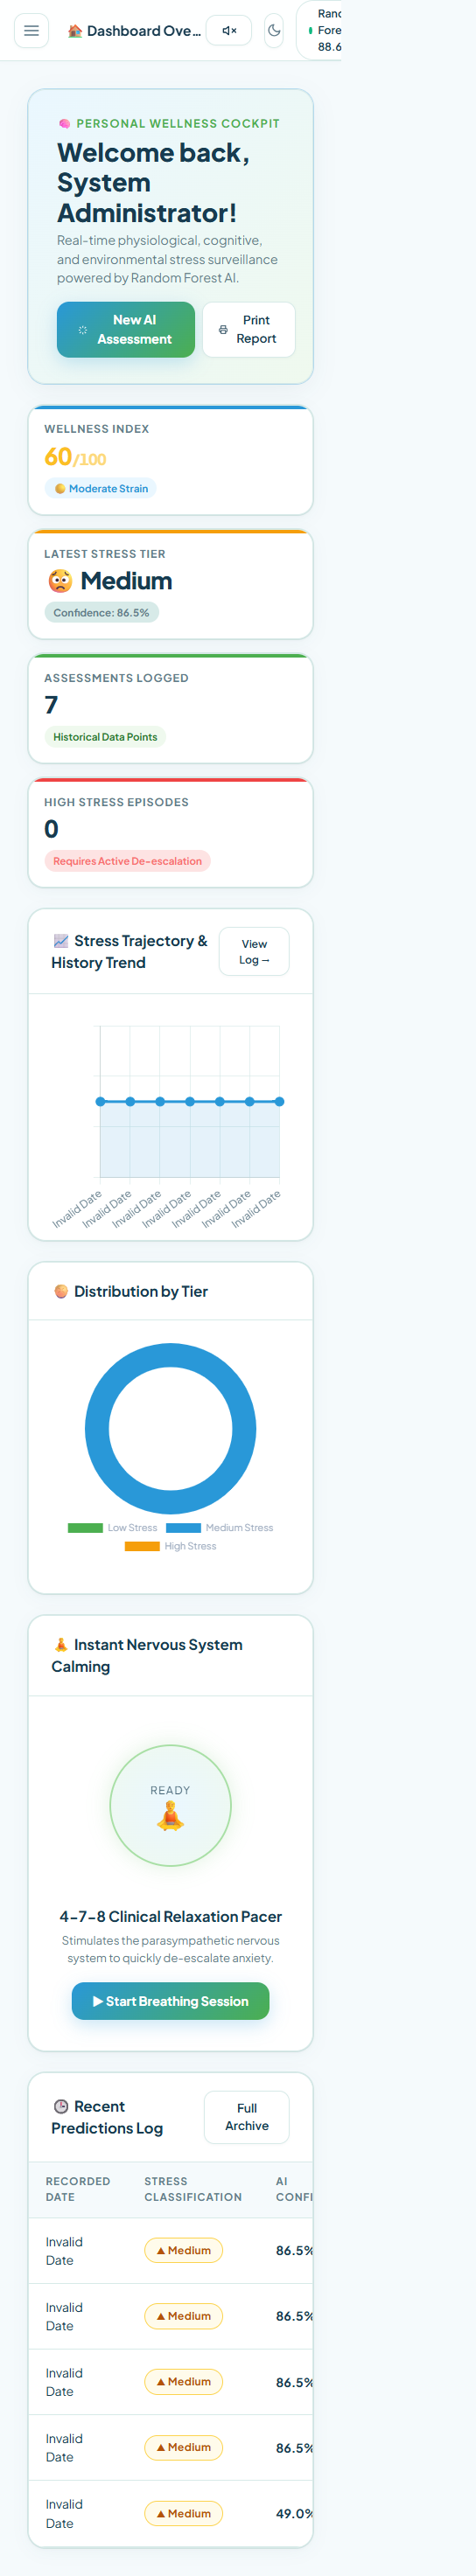 Dashboard Ove...
Rand
Fore
88.6
PERSONAL WELLNESS COCKPIT
Welcome back,
System
Administrator!
Real-time physiological, cognitive,
and environmental stress surveillance
powered by Random Forest AI.
New AI
Assessment
Print
Report
WELLNESS INDEX
60/100
Moderate Strain
LATEST STRESS TIER
Medium
Confidence: 86.5%
ASSESSMENTS LOGGED
7
Historical Data Points
HIGH STRESS EPISODES
0
Requires Active De-escalation
Stress Trajectory &
History Trend
View
Log →
Invalid Date
Invalid Date
Invalid Date
Invalid Date
Invalid Date
Invalid Date
Invalid Date
Distribution by Tier
Low Stress
Medium Stress
High Stress
Instant Nervous System
Calming
READY
4-7-8 Clinical Relaxation Pacer
Stimulates the parasympathetic nervous
system to quickly de-escalate anxiety.
▶ Start Breathing Session
Recent
Predictions Log
Full
Archive
RECORDED
DATE
STRESS
CLASSIFICATION
AI
CONFI
Invalid
Date
▲ Medium
86.5%
Invalid
Date
▲ Medium
86.5%
Invalid
Date
▲ Medium
86.5%
Invalid
Date
▲ Medium
86.5%
Invalid
Date
▲ Medium
49.0%